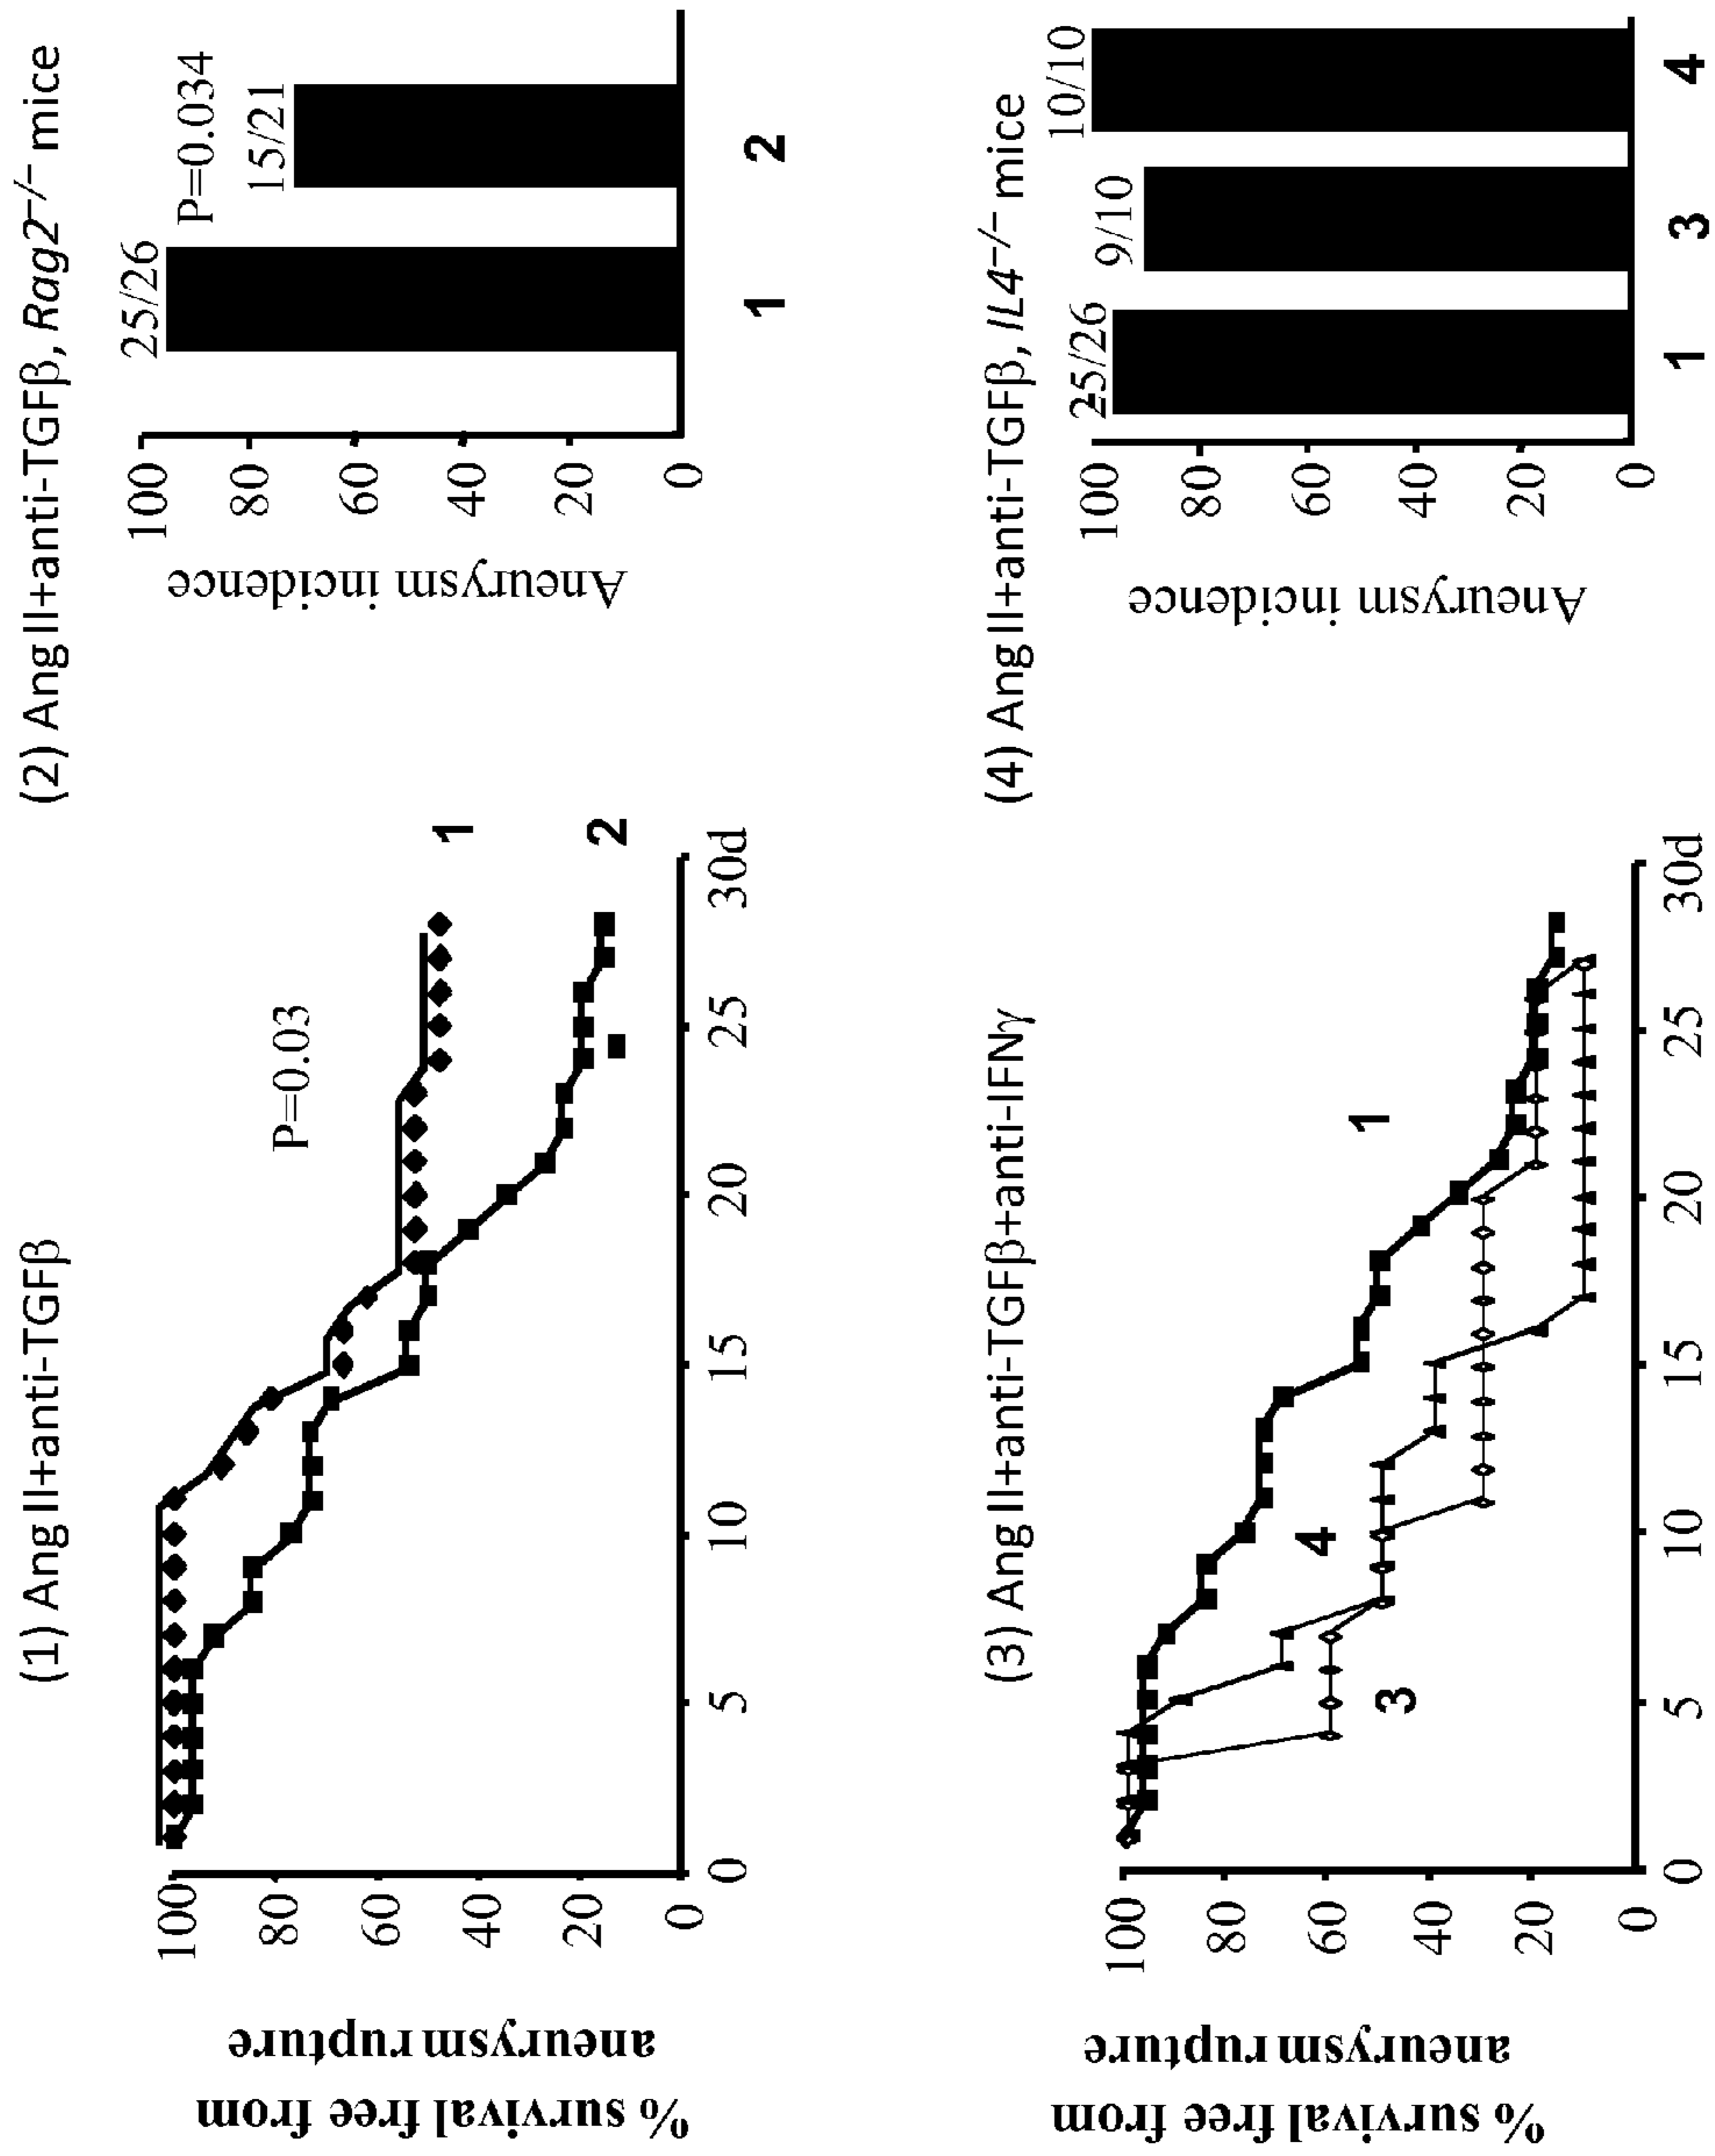 (1) Ang II+anti-TGFβ
(2) Ang II+anti-TGFβ, Rag2⁻/⁻ mice
% survival free from
aneurysm rupture
100
80
60
40
20
0
0 5 10 15 20 25 30d
P=0.03
1
2
Aneurysm incidence
100
80
60
40
20
0
25/26
P=0.034
15/21
1 2
(3) Ang II+anti-TGFβ+anti-IFNγ
(4) Ang II+anti-TGFβ, IL4⁻/⁻ mice
% survival free from
aneurysm rupture
100
80
60
40
20
0
0 5 10 15 20 25 30d
3
4
1
Aneurysm incidence
100
80
60
40
20
0
25/26
9/10
10/10
1 3 4